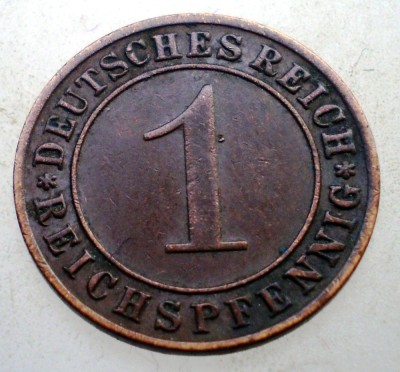 *DEUTSCHES REICH*
1
REICHSPFENNIG